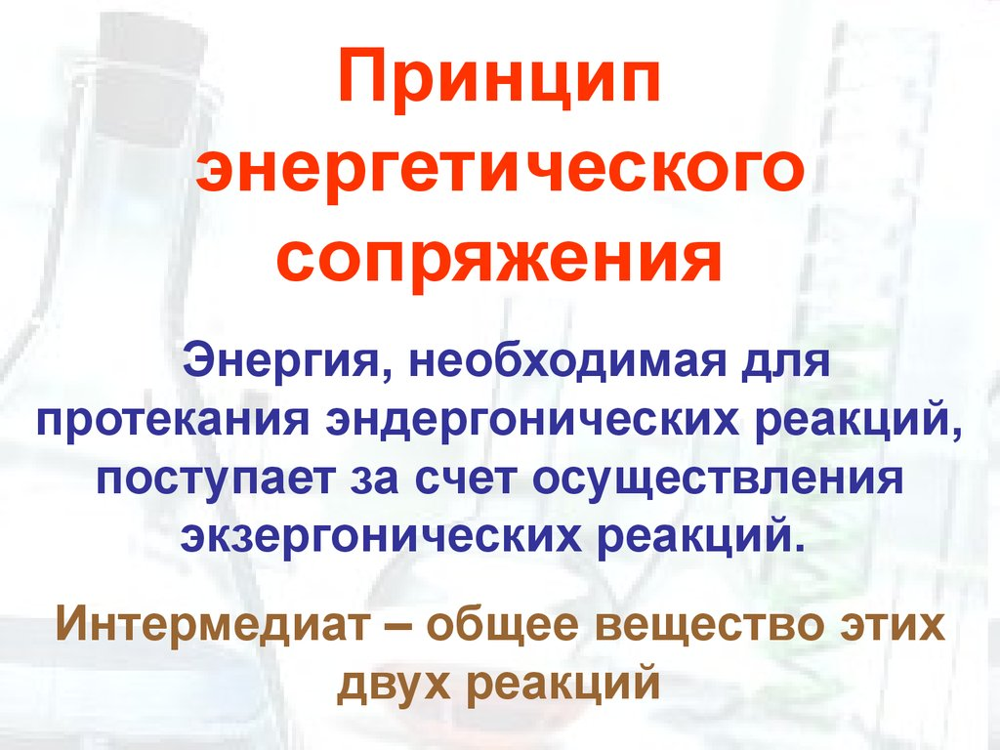 Принцип
энергетического
сопряжения
Энергия, необходимая для
протекания эндергонических реакций,
поступает за счет осуществления
экзергонических реакций.
Интермедиат – общее вещество этих
двух реакций